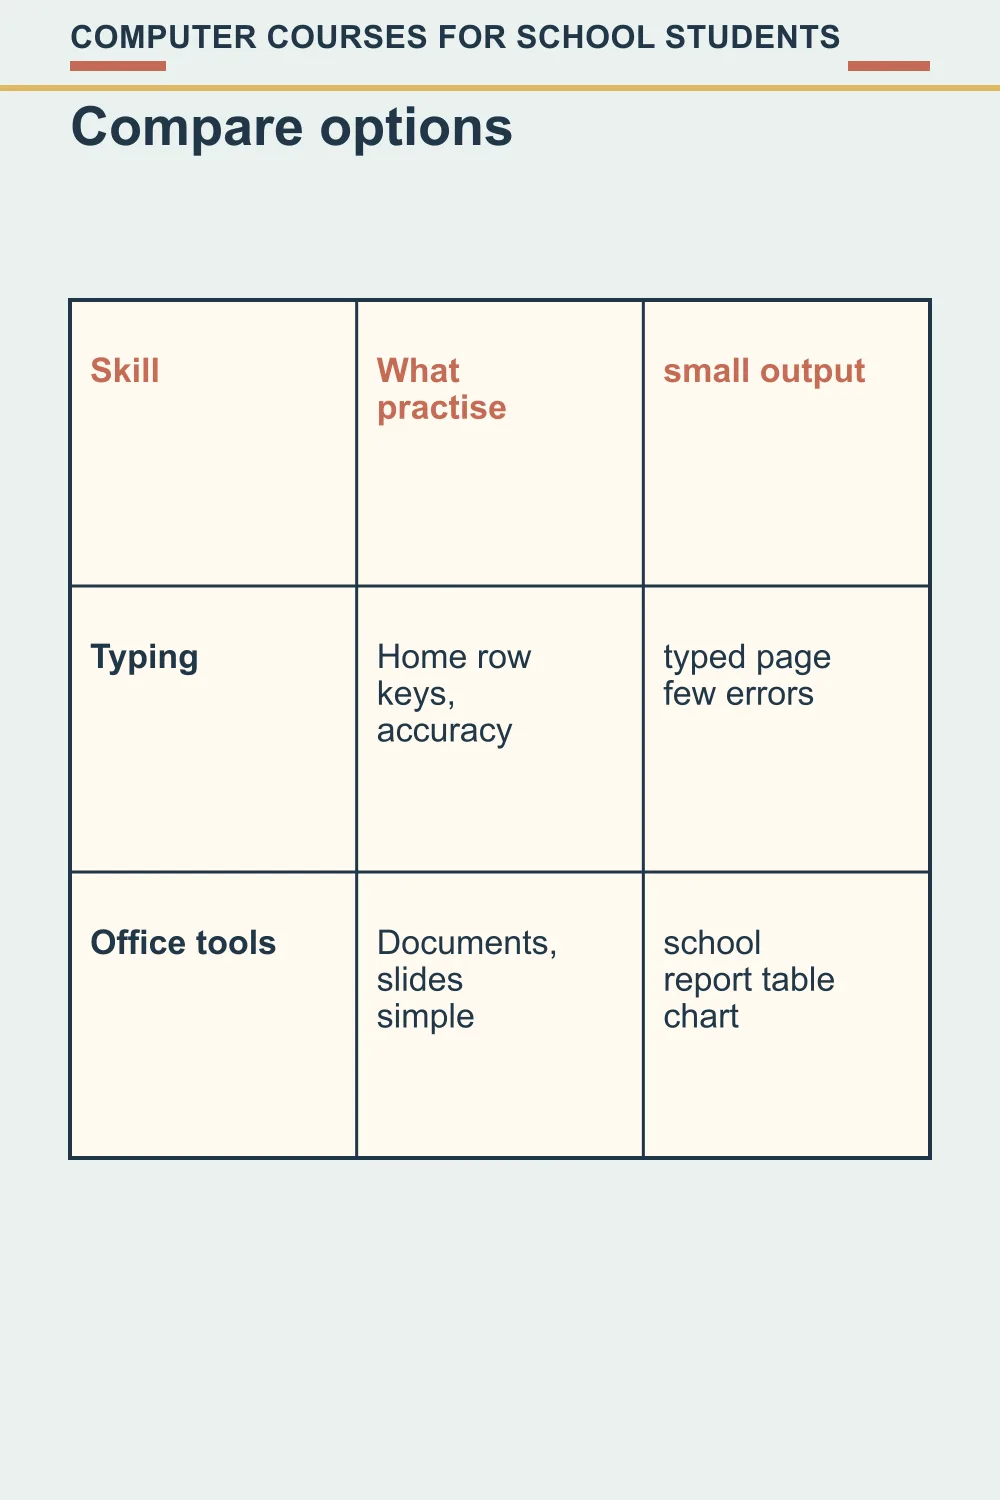 COMPUTER COURSES FOR SCHOOL STUDENTS
Compare options
Skill
What
practise
small output
Typing
Home row
keys,
accuracy
typed page
few errors
Office tools
Documents,
slides
simple
school
report table
chart